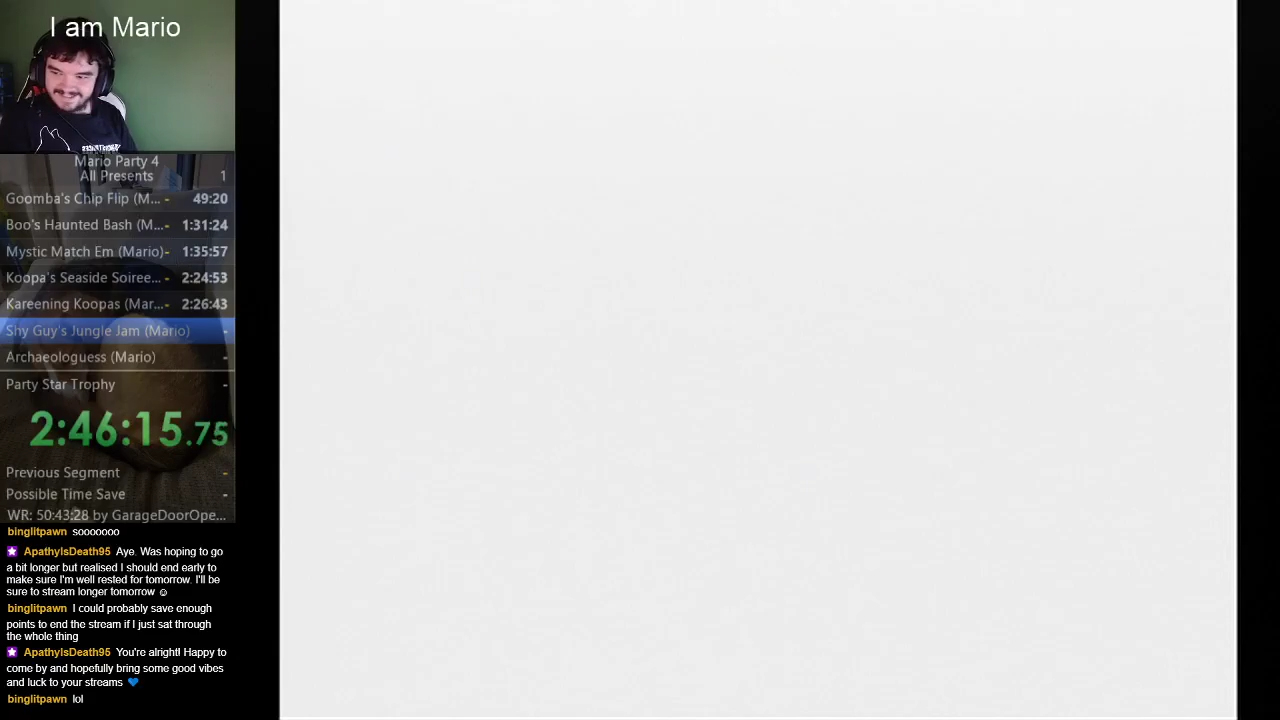 I am Mario
Mario Party 4
All Presents 1
Goomba's Chip Flip (M... - 49:20
Boo's Haunted Bash (M... - 1:31:24
Mystic Match Em (Mario) - 1:35:57
Koopa's Seaside Soiree... - 2:24:53
Kareening Koopas (Mar... - 2:26:43
Shy Guy's Jungle Jam (Mario) -
Archaeologuess (Mario) -
Party Star Trophy -
2:46:15.75
Previous Segment -
Possible Time Save -
WR: 50:43:28 by GarageDoorOpe...
binglitpawn sooooooo
ApathyIsDeath95 Aye. Was hoping to go
a bit longer but realised I should end early to
make sure I'm well rested for tomorrow. I'll be
sure to stream longer tomorrow ☺
binglitpawn I could probably save enough
points to end the stream if I just sat through
the whole thing
ApathyIsDeath95 You're alright! Happy to
come by and hopefully bring some good vibes
and luck to your streams 💙
binglitpawn lol